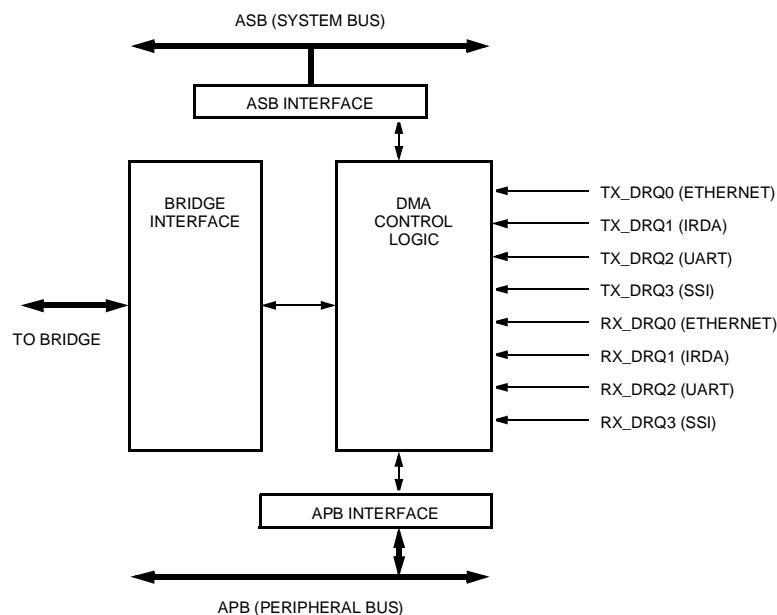 ASB (SYSTEM BUS)
ASB INTERFACE
BRIDGE
INTERFACE
DMA
CONTROL
LOGIC
TX_DRQ0 (ETHERNET)
TX_DRQ1 (IRDA)
TX_DRQ2 (UART)
TX_DRQ3 (SSI)
RX_DRQ0 (ETHERNET)
RX_DRQ1 (IRDA)
RX_DRQ2 (UART)
RX_DRQ3 (SSI)
TO BRIDGE
APB INTERFACE
APB (PERIPHERAL BUS)